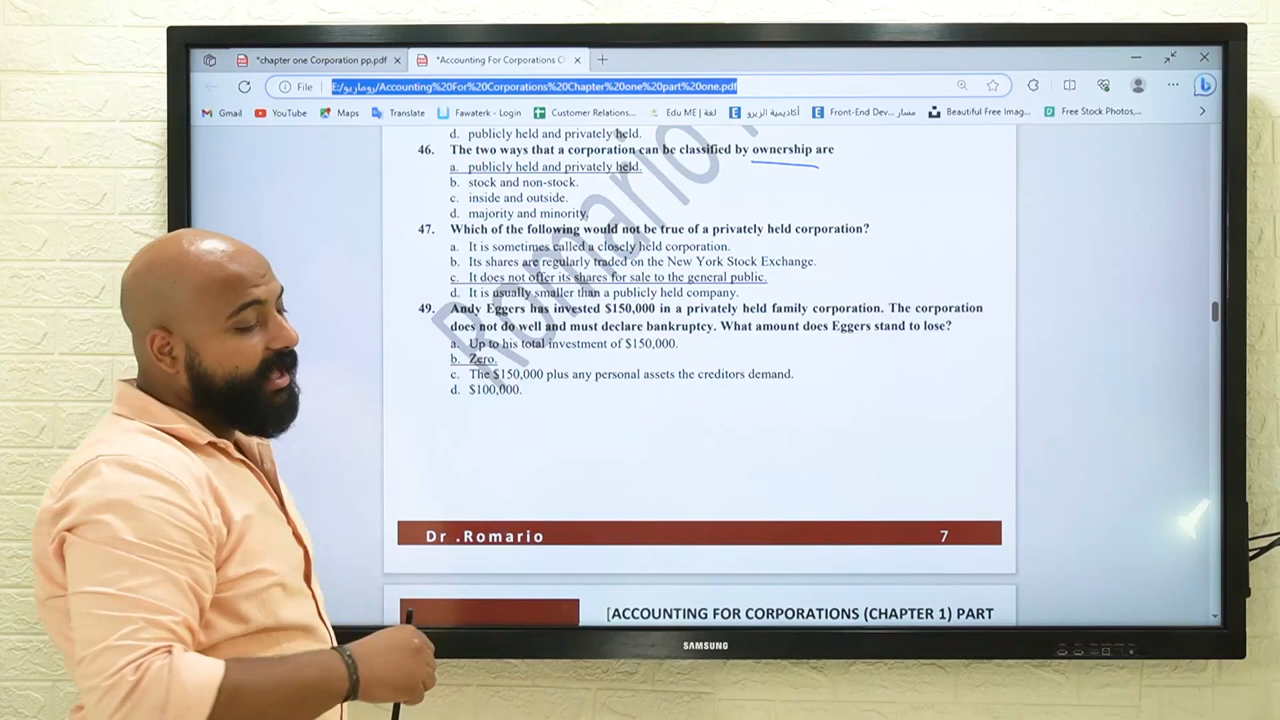 *chapter one Corporation pp.pdf
*Accounting For Corporations C
File
E:/روماريو/Accounting%20For%20Corporations%20Chapter%20one%20part%20one.pdf
Gmail
YouTube
Maps
Translate
Fawaterk - Login
Customer Relations...
Edu ME | لغة
أكاديمية الزيرو
Front-End Dev... مسار
Beautiful Free Imag...
Free Stock Photos,...
d. publicly held and privately held.
46. The two ways that a corporation can be classified by ownership are
a. publicly held and privately held.
b. stock and non-stock.
c. inside and outside.
d. majority and minority.
47. Which of the following would not be true of a privately held corporation?
a. It is sometimes called a closely held corporation.
b. Its shares are regularly traded on the New York Stock Exchange.
c. It does not offer its shares for sale to the general public.
d. It is usually smaller than a publicly held company.
49. Andy Eggers has invested $150,000 in a privately held family corporation. The corporation
does not do well and must declare bankruptcy. What amount does Eggers stand to lose?
a. Up to his total investment of $150,000.
b. Zero.
c. The $150,000 plus any personal assets the creditors demand.
d. $100,000.
Romario
Dr .Romario 7
[ACCOUNTING FOR CORPORATIONS (CHAPTER 1) PART
SAMSUNG